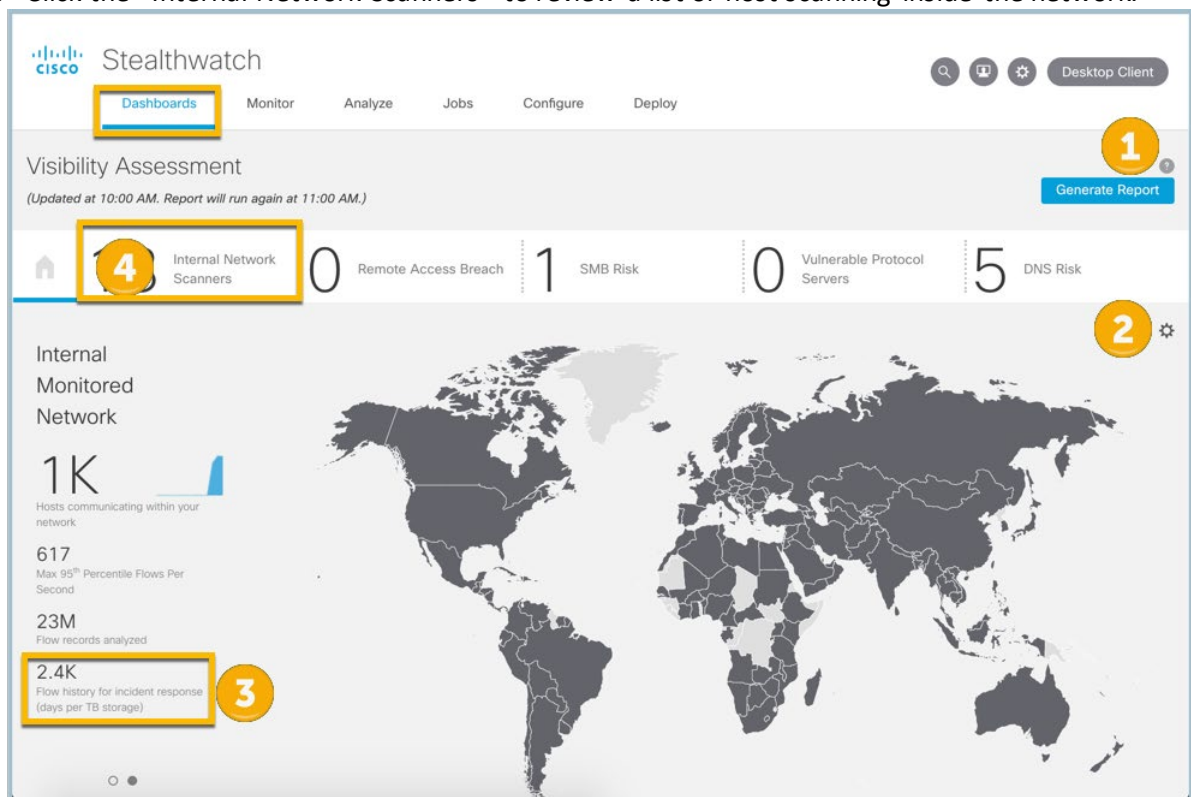 Click the "Internal Network Scanners" to review a list of host scanning inside the network.
cisco
Stealthwatch
Desktop Client
Dashboards Monitor Analyze Jobs Configure Deploy
Visibility Assessment
(Updated at 10:00 AM. Report will run again at 11:00 AM.)
1
?
Generate Report
4
Internal Network
Scanners
0 Remote Access Breach
1 SMB Risk
0 Vulnerable Protocol
Servers
5 DNS Risk
2
Internal
Monitored
Network
1K
Hosts communicating within your
network
617
Max 95th Percentile Flows Per
Second
23M
Flow records analyzed
2.4K
Flow history for incident response
(days per TB storage)
3